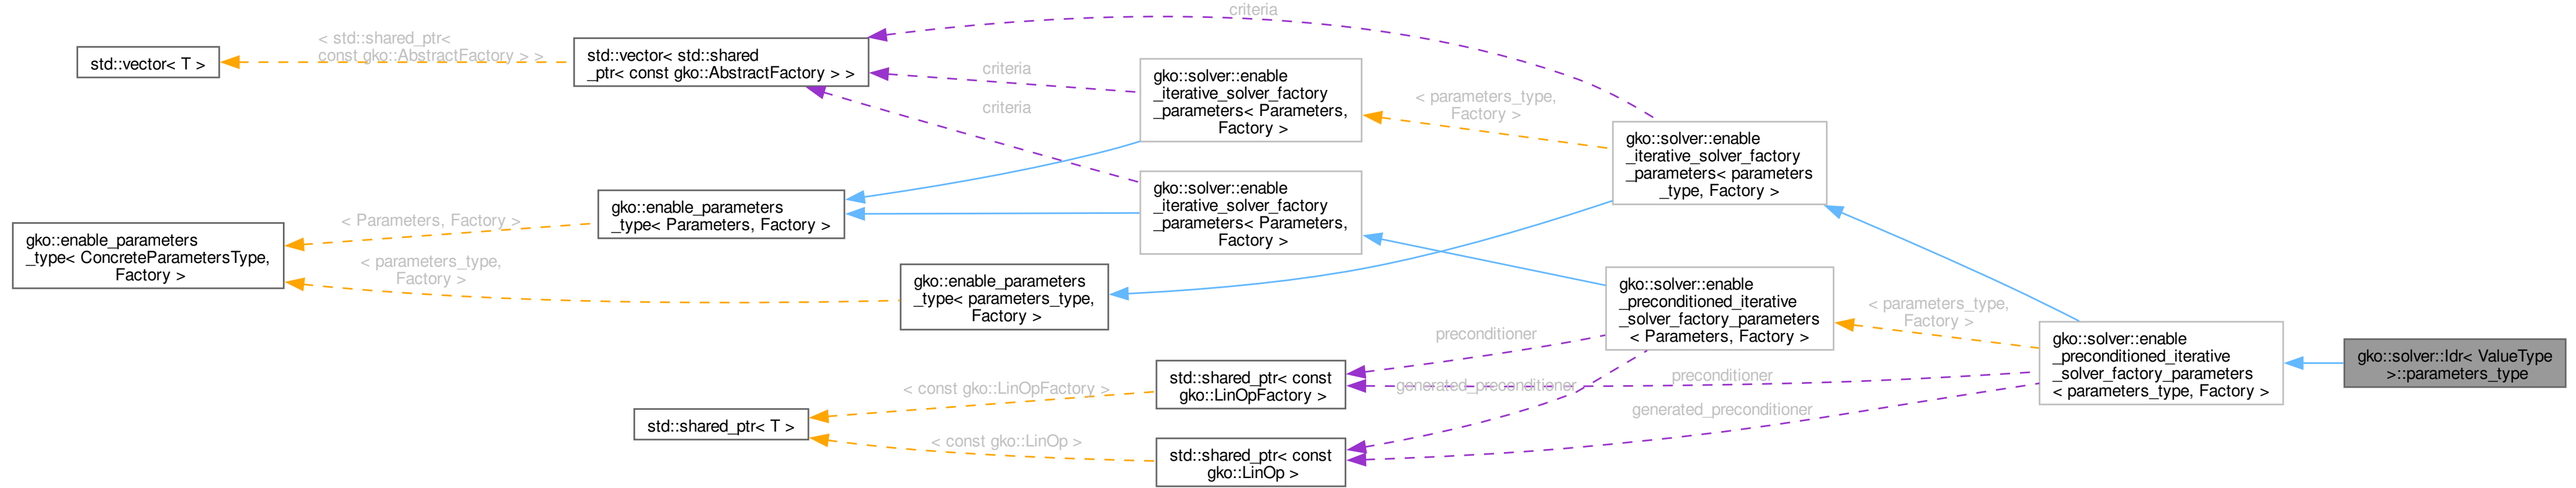 std::vector< T >
< std::shared_ptr<
const gko::AbstractFactory > >
std::vector< std::shared
_ptr< const gko::AbstractFactory > >
criteria
criteria
criteria
gko::solver::enable
_iterative_solver_factory
_parameters< Parameters,
Factory >
< parameters_type,
Factory >
gko::solver::enable
_iterative_solver_factory
_parameters< parameters
_type, Factory >
gko::enable_parameters
_type< ConcreteParametersType,
Factory >
< Parameters, Factory >
< parameters_type,
Factory >
gko::enable_parameters
_type< Parameters, Factory >
gko::solver::enable
_iterative_solver_factory
_parameters< Parameters,
Factory >
gko::enable_parameters
_type< parameters_type,
Factory >
gko::solver::enable
_preconditioned_iterative
_solver_factory_parameters
< Parameters, Factory >
< parameters_type,
Factory >
preconditioner
generated_preconditioner
preconditioner
generated_preconditioner
gko::solver::enable
_preconditioned_iterative
_solver_factory_parameters
< parameters_type, Factory >
gko::solver::Idr< ValueType
>::parameters_type
std::shared_ptr< T >
< const gko::LinOpFactory >
< const gko::LinOp >
std::shared_ptr< const
gko::LinOpFactory >
std::shared_ptr< const
gko::LinOp >